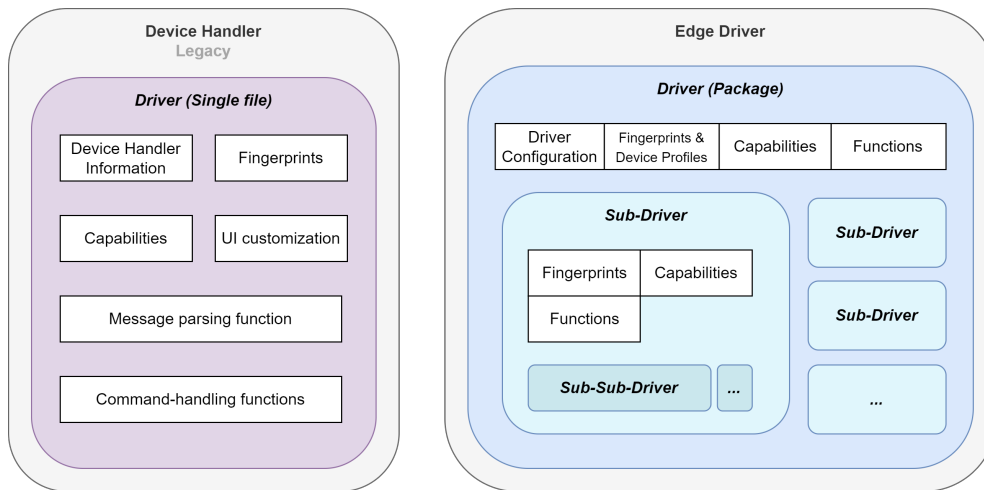 Device Handler
Legacy
Driver (Single file)
Device Handler
Information
Fingerprints
Capabilities
UI customization
Message parsing function
Command-handling functions
Edge Driver
Driver (Package)
Driver
Configuration
Fingerprints &
Device Profiles
Capabilities
Functions
Sub-Driver
Fingerprints
Capabilities
Functions
Sub-Sub-Driver
...
Sub-Driver
Sub-Driver
...